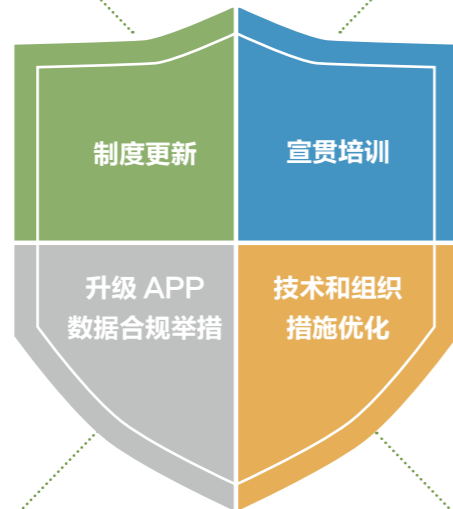 制度更新
宣贯培训
升级 APP
数据合规举措
技术和组织
措施优化